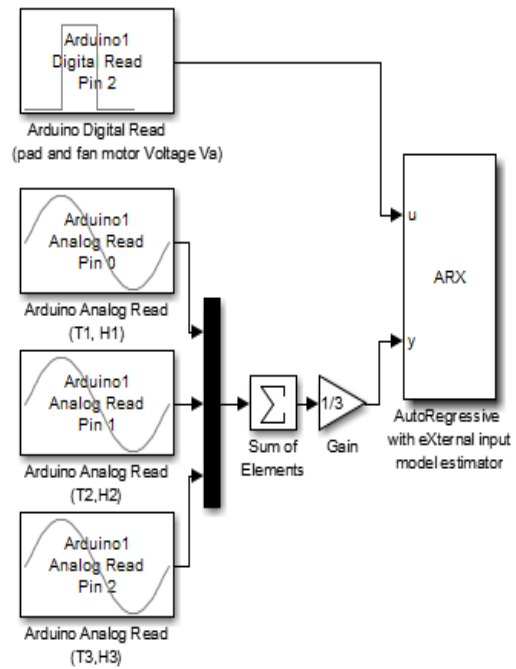 Arduino1
Digital Read
Pin 2
Arduino Digital Read
(pad and fan motor Voltage Va)
Arduino1
Analog Read
Pin 0
Arduino Analog Read
(T1, H1)
Arduino1
Analog Read
Pin 1
Arduino Analog Read
(T2,H2)
Arduino1
Analog Read
Pin 2
Arduino Analog Read
(T3,H3)
Σ
Sum of
Elements
1/3
Gain
u
ARX
y
AutoRegressive
with eXternal input
model estimator